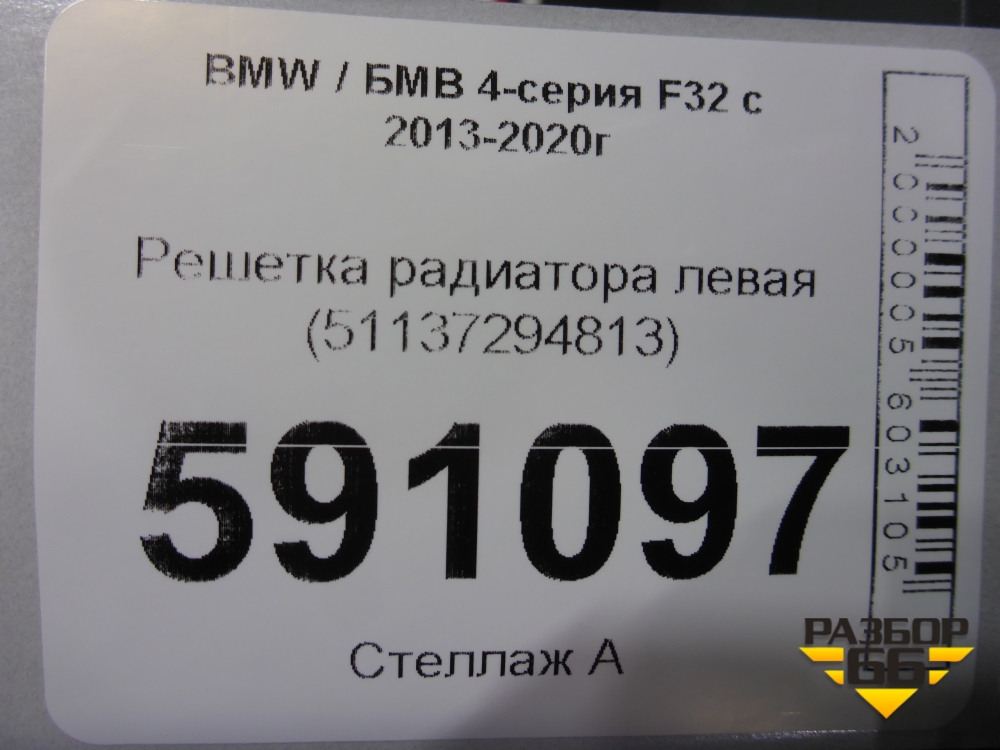 BMW / БМВ 4-серия F32 с
2013-2020г
Решетка радиатора левая
(51137294813)
591097
Стеллаж А
2000005603105
РАЗБОР
66